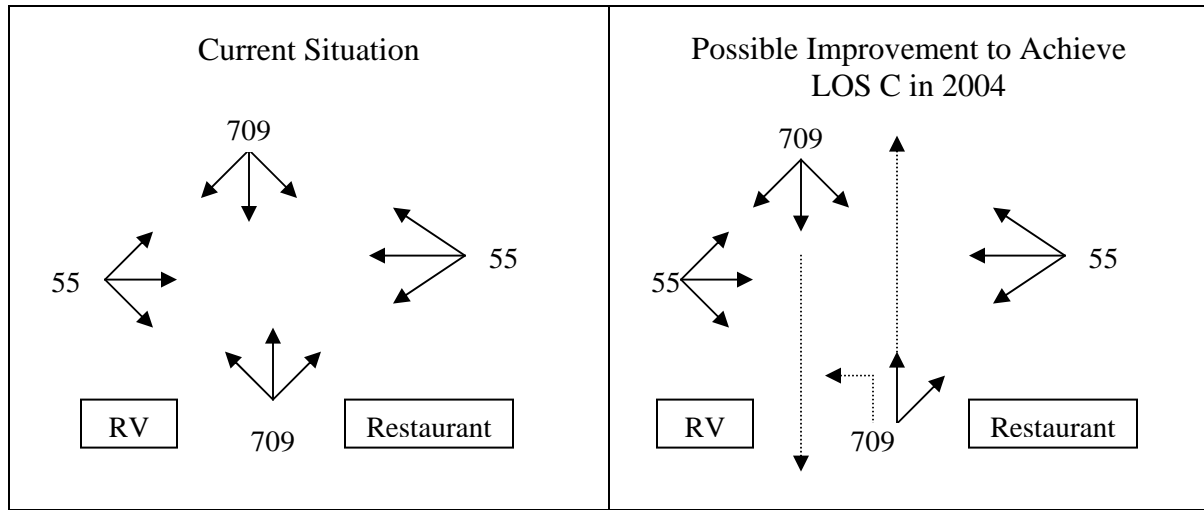 Current Situation
709
55
55
RV
709
Restaurant
Possible Improvement to Achieve
LOS C in 2004
709
55
55
RV
709
Restaurant